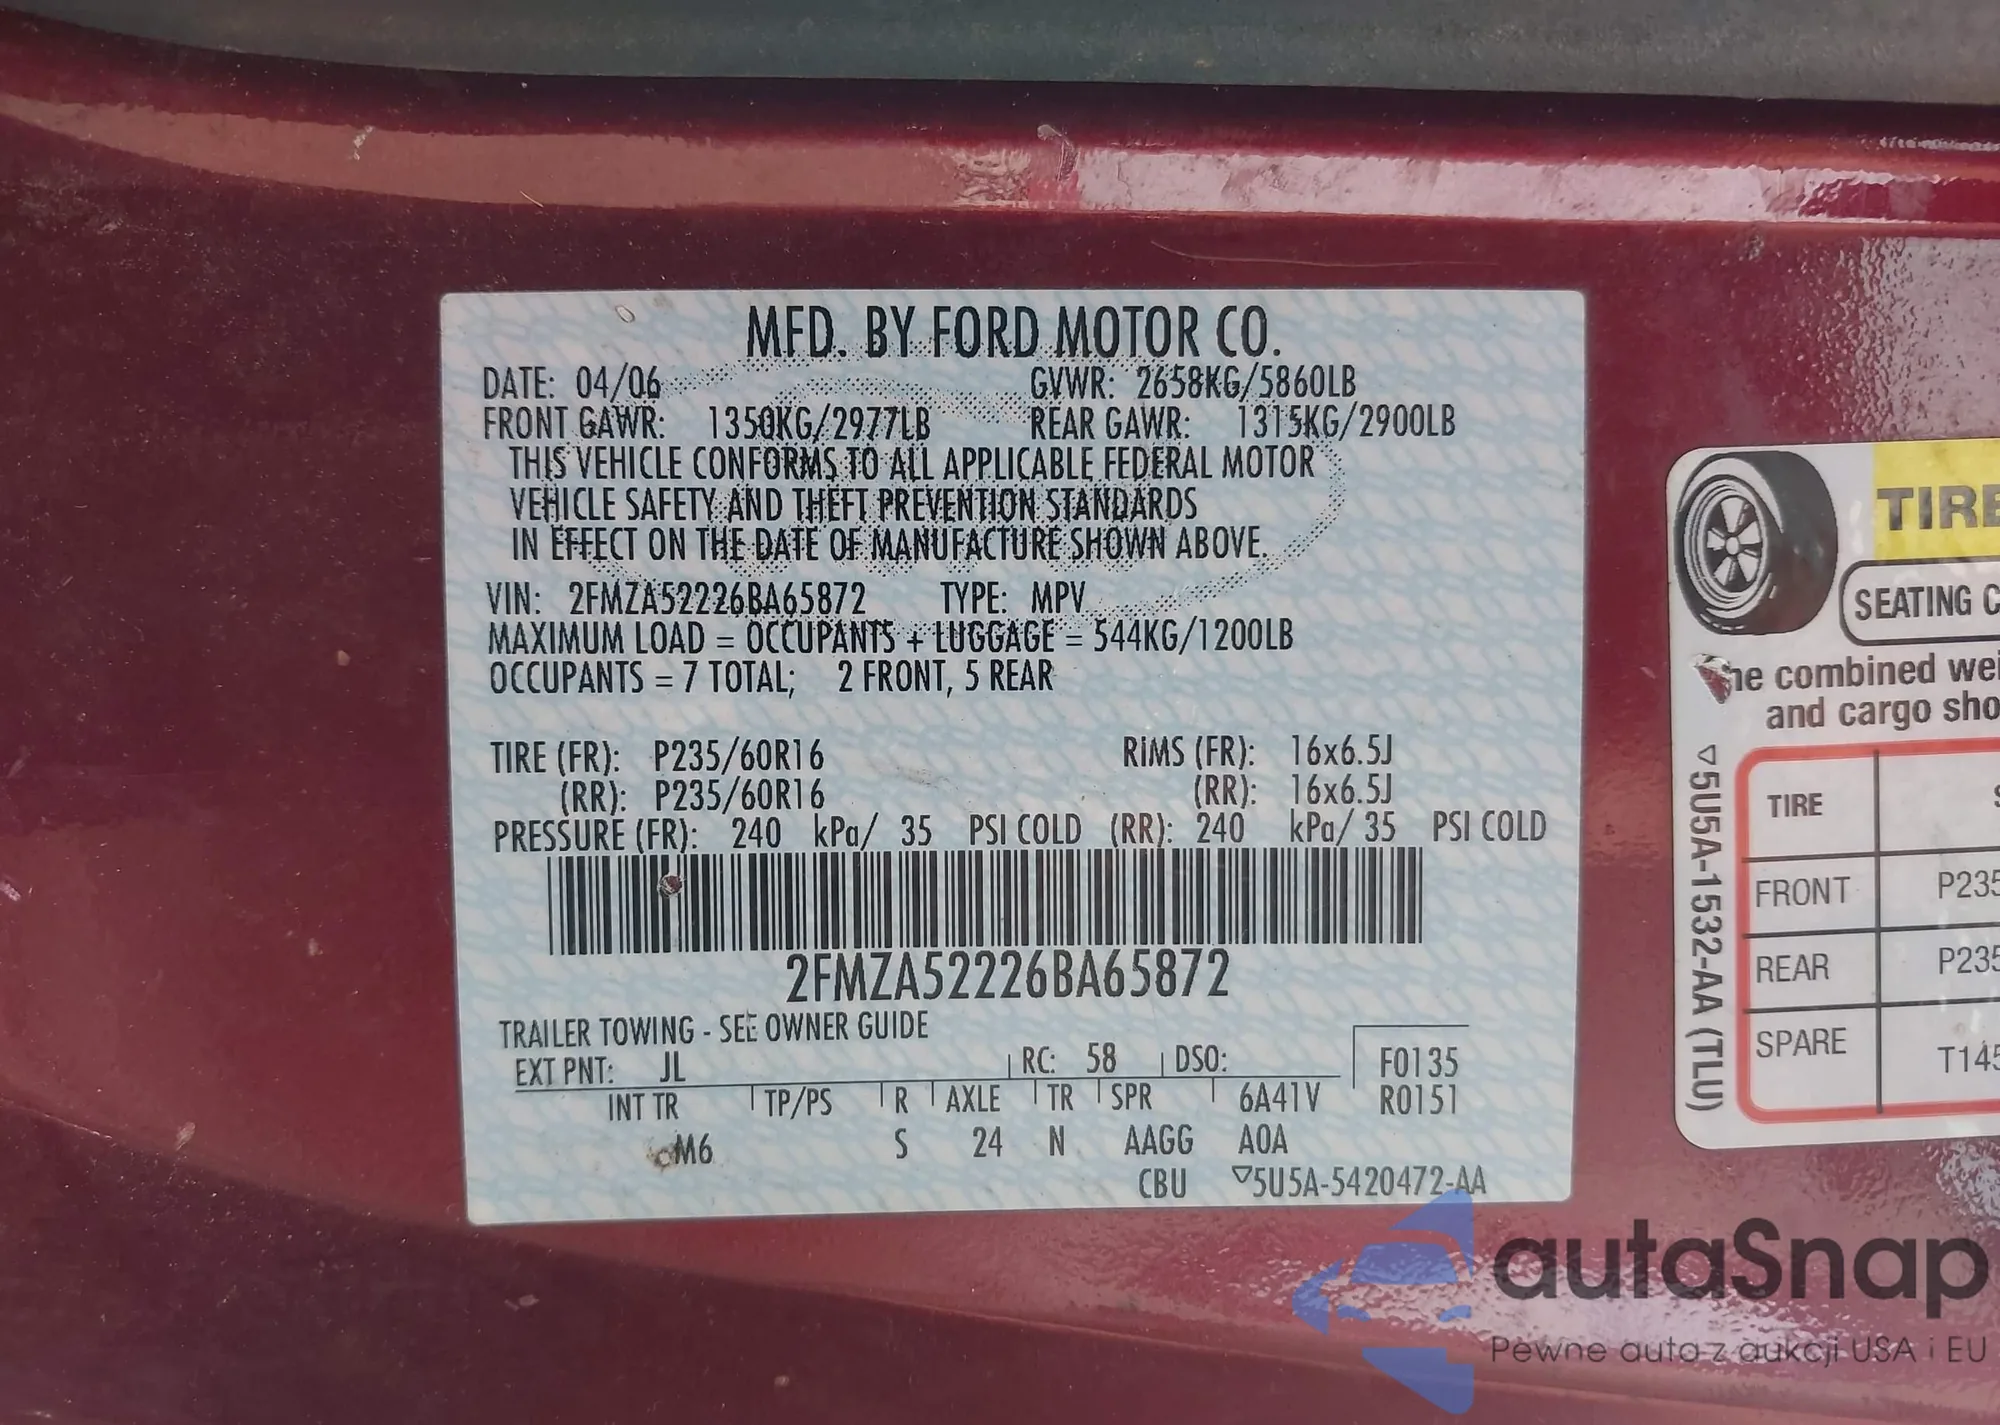 MFD. BY FORD MOTOR CO.
DATE: 04/06 GVWR: 2658KG/5860LB
FRONT GAWR: 1350KG/2977LB REAR GAWR: 1315KG/2900LB
THIS VEHICLE CONFORMS TO ALL APPLICABLE FEDERAL MOTOR
VEHICLE SAFETY AND THEFT PREVENTION STANDARDS
IN EFFECT ON THE DATE OF MANUFACTURE SHOWN ABOVE.
VIN: 2FMZA52226BA65872 TYPE: MPV
MAXIMUM LOAD = OCCUPANTS + LUGGAGE = 544KG/1200LB
OCCUPANTS = 7 TOTAL; 2 FRONT, 5 REAR
TIRE (FR): P235/60R16 RIMS (FR): 16x6.5J
(RR): P235/60R16 (RR): 16x6.5J
PRESSURE (FR): 240 kPa/ 35 PSI COLD (RR): 240 kPa/ 35 PSI COLD
2FMZA52226BA65872
TRAILER TOWING - SEE OWNER GUIDE
EXT PNT: JL RC: 58 DSO: F0135
INT TR TP/PS R AXLE TR SPR 6A41V R0151
M6 S 24 N AAGG A0A
CBU ▽5U5A-5420472-AA
TIRE
SEATING C
he combined wei
and cargo sho
▽5U5A-1532-AA (TLU)
TIRE S
FRONT P235
REAR P235
SPARE T145
autaSnap
Pewne auta z aukcji USA i EU